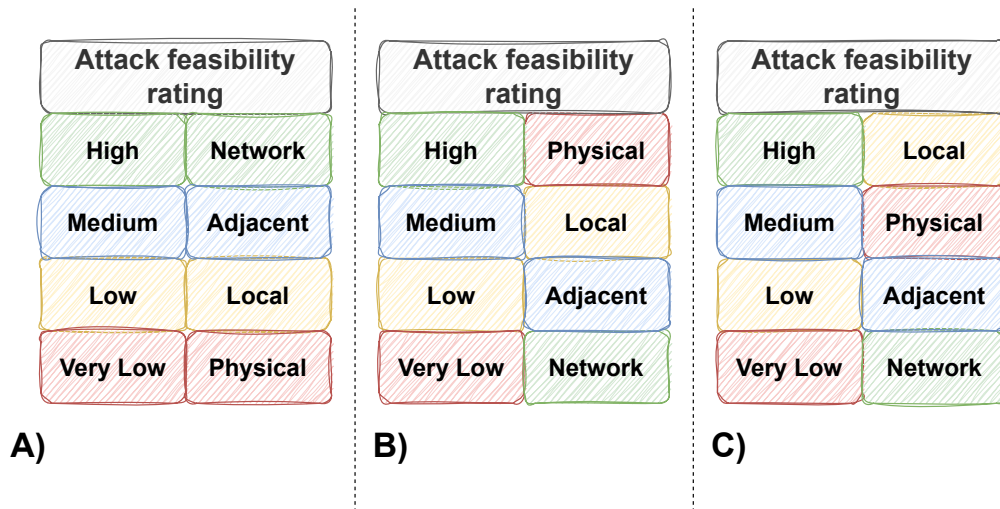 Attack feasibility
rating
High Network
Medium Adjacent
Low Local
Very Low Physical
A)
Attack feasibility
rating
High Physical
Medium Local
Low Adjacent
Very Low Network
B)
Attack feasibility
rating
High Local
Medium Physical
Low Adjacent
Very Low Network
C)